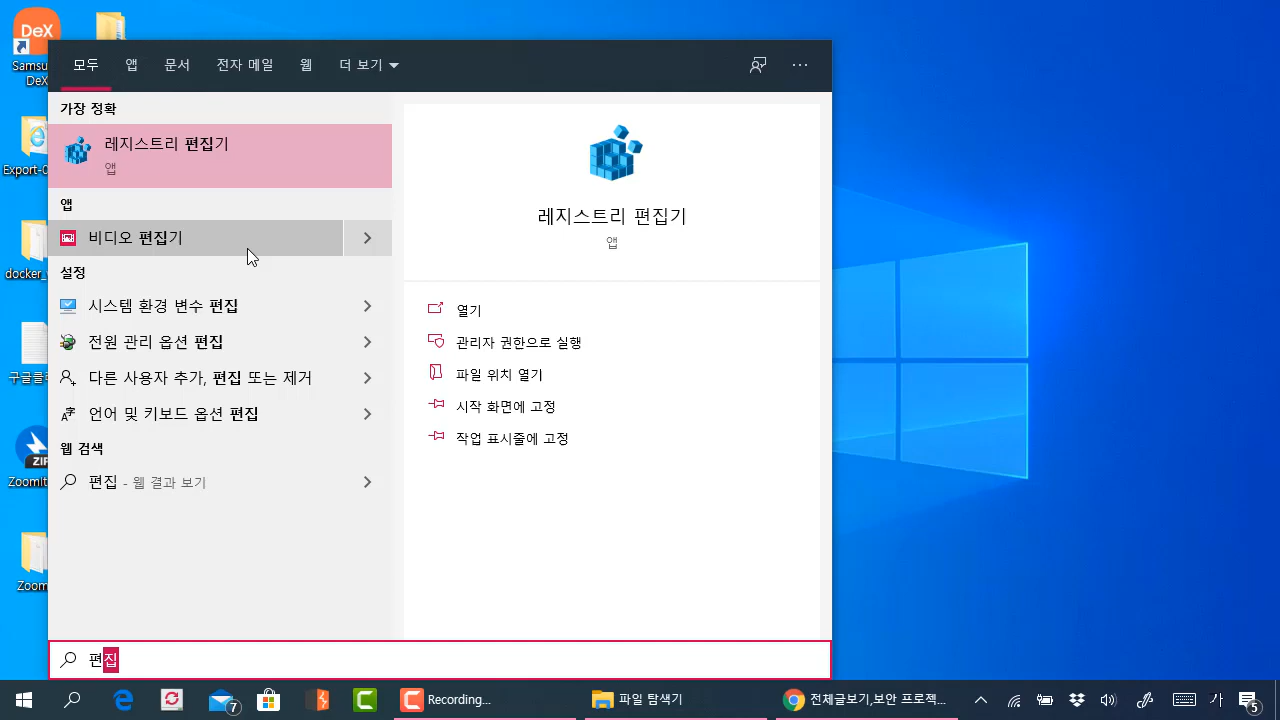 DeX
Samsu
DeX
Export-0
docker_v
구글클
ZIP
ZoomIt
Zoom
모두 앱 문서 전자 메일 웹 더 보기
가장 정확
레지스트리 편집기
앱
앱
비디오 편집기
설정
시스템 환경 변수 편집
전원 관리 옵션 편집
다른 사용자 추가, 편집 또는 제거
언어 및 키보드 옵션 편집
웹 검색
편집 - 웹 결과 보기
레지스트리 편집기
앱
열기
관리자 권한으로 실행
파일 위치 열기
시작 화면에 고정
작업 표시줄에 고정
편집
7 Recording... 파일 탐색기 전체글보기,보안 프로젝... 가 5